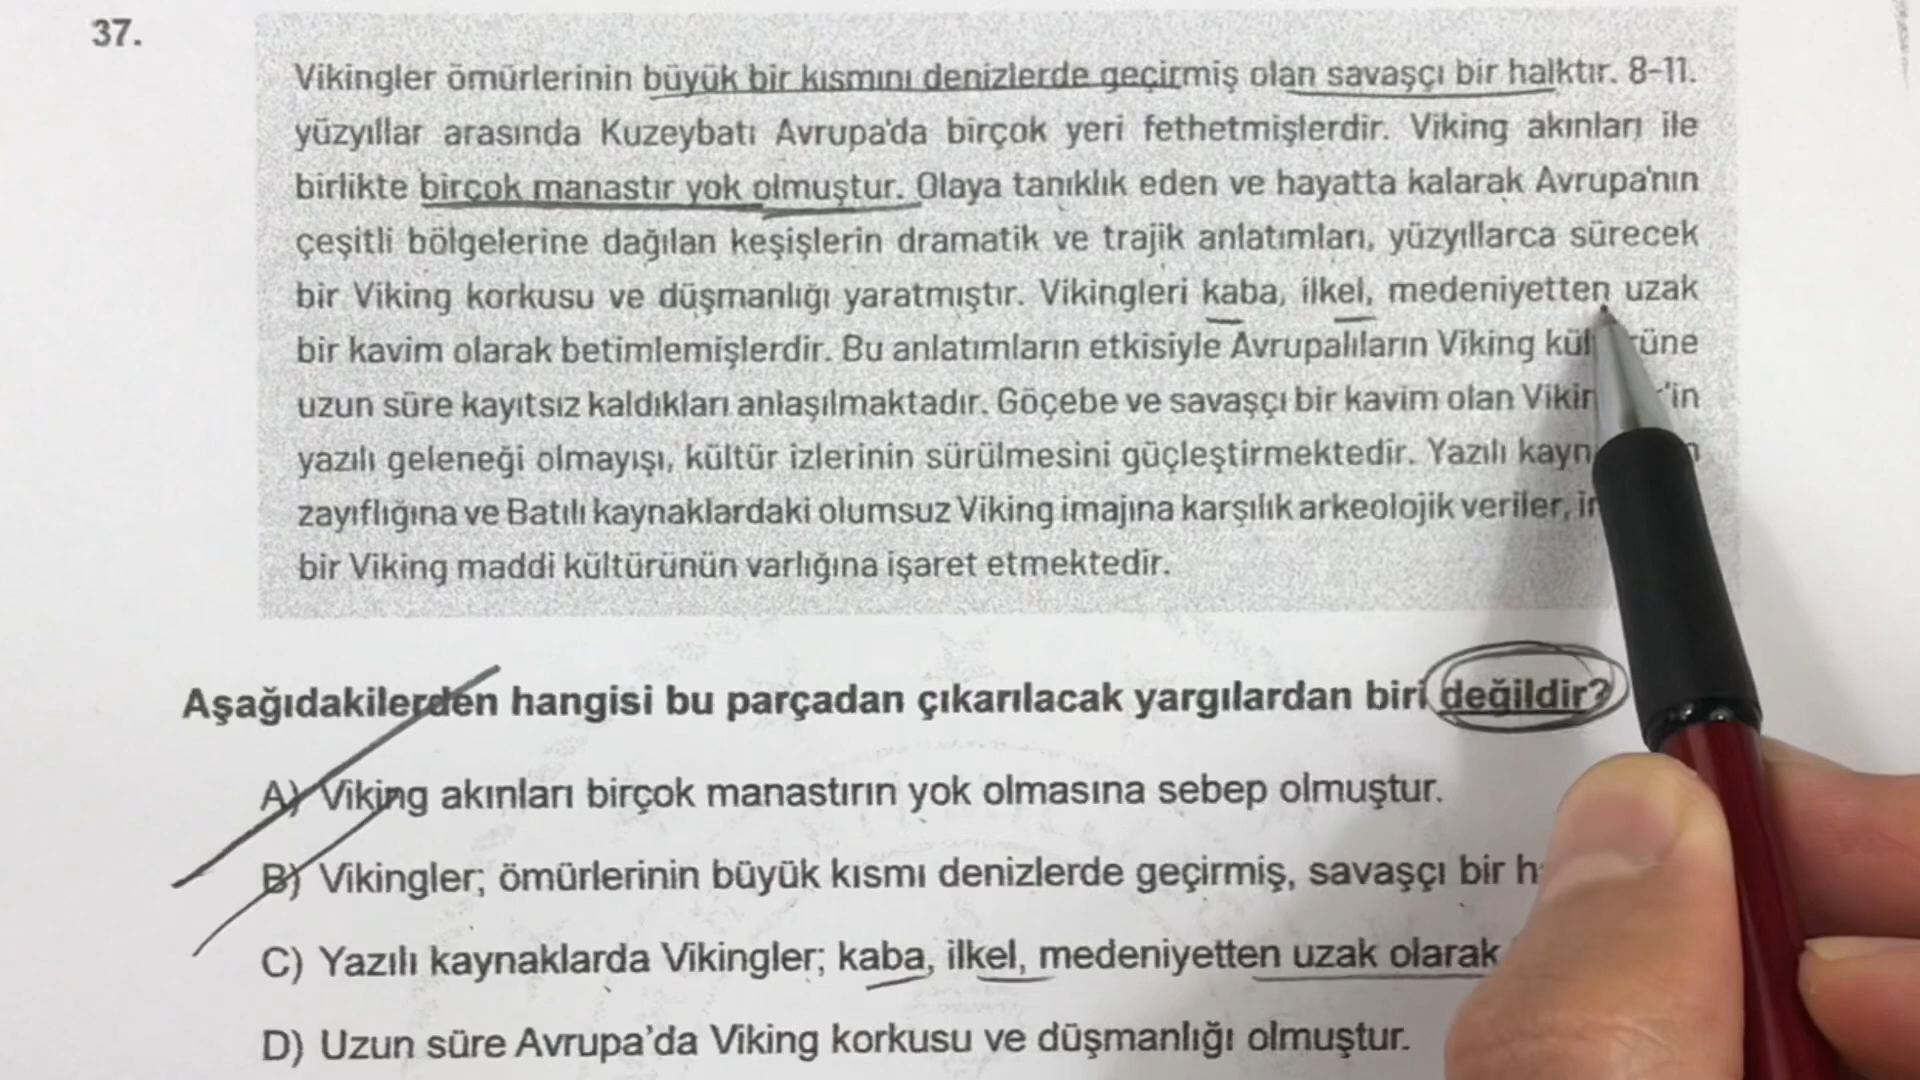 37.
Vikingler ömürlerinin büyük bir kısmını denizlerde geçirmiş olan savaşçı bir halktır. 8-11.
yüzyıllar arasında Kuzeybatı Avrupa'da birçok yeri fethetmişlerdir. Viking akınları ile
birlikte birçok manastır yok olmuştur. Olaya tanıklık eden ve hayatta kalarak Avrupa'nın
çeşitli bölgelerine dağılan keşişlerin dramatik ve trajik anlatımları, yüzyıllarca sürecek
bir Viking korkusu ve düşmanlığı yaratmıştır. Vikingleri kaba, ilkel, medeniyetten uzak
bir kavim olarak betimlemişlerdir. Bu anlatımların etkisiyle Avrupalıların Viking
uzun süre kayıtsız kaldıkları anlaşılmaktadır. Göçebe ve savaşçı bir kavim olan
yazılı geleneği olmayışı, kültür izlerinin sürülmesini güçleştirmektedir. Yazılı
zayıflığına ve Batılı kaynaklardaki olumsuz Viking imajına karşılık arkeolojik veriler,
bir Viking maddi kültürünün varlığına işaret etmektedir.
Aşağıdakilerden hangisi bu parçadan çıkarılacak yargılardan biri değildir?
A) Viking akınları birçok manastırın yok olmasına sebep olmuştur.
B) Vikingler; ömürlerinin büyük kısmı denizlerde geçirmiş, savaşçı bir
C) Yazılı kaynaklarda Vikingler; kaba, ilkel, medeniyetten uzak olarak
D) Uzun süre Avrupa'da Viking korkusu ve düşmanlığı olmuştur.